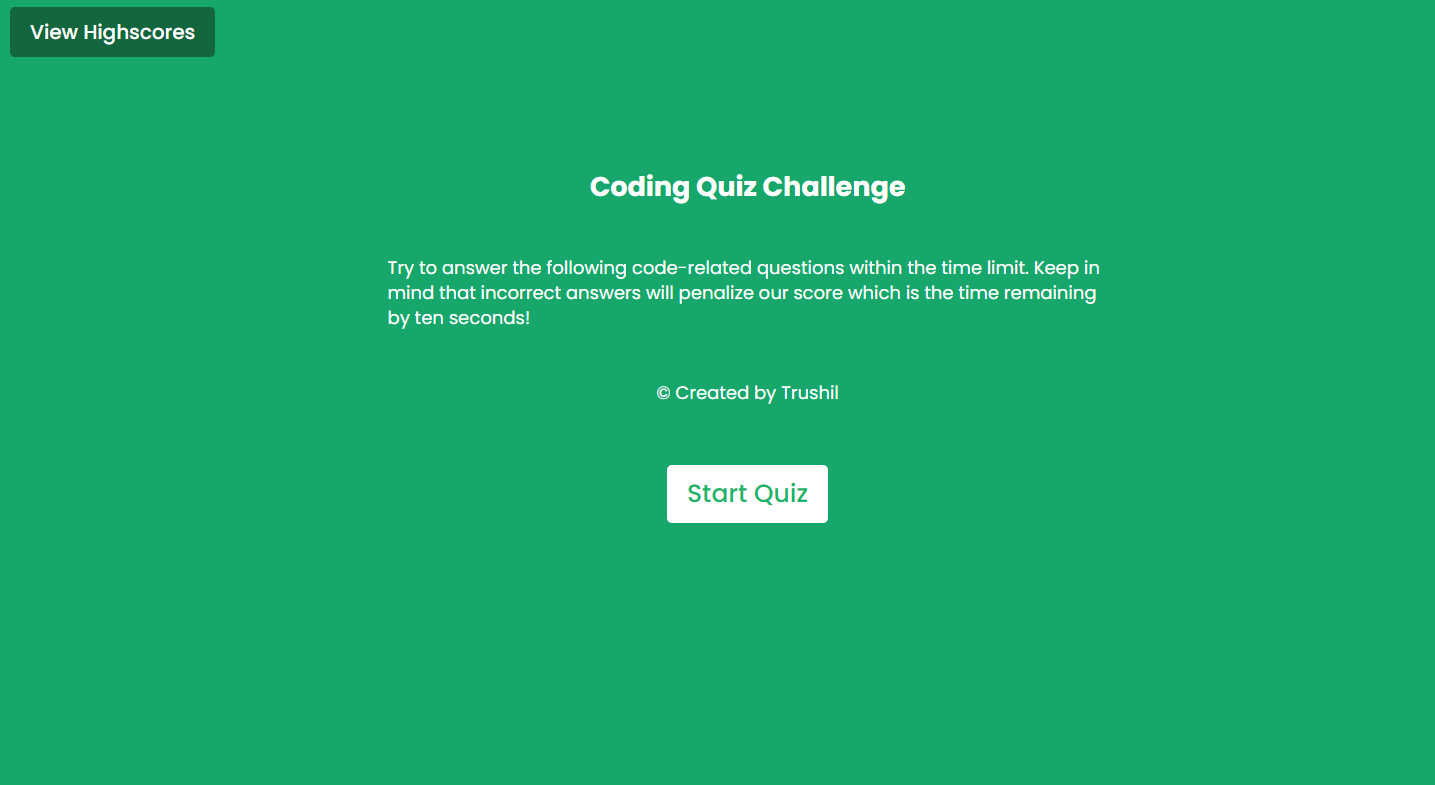 View Highscores
Coding Quiz Challenge
Try to answer the following code-related questions within the time limit. Keep in
mind that incorrect answers will penalize our score which is the time remaining
by ten seconds!
© Created by Trushil
Start Quiz